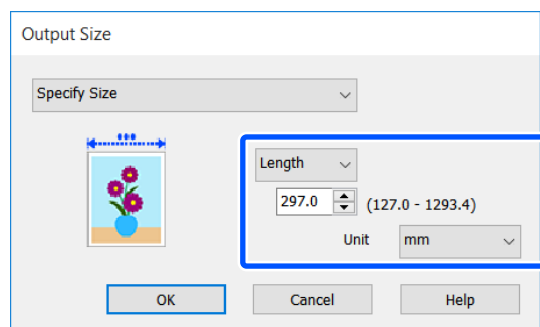 Output Size
Specify Size
Length
297.0 (127.0 - 1293.4)
Unit mm
OK Cancel Help